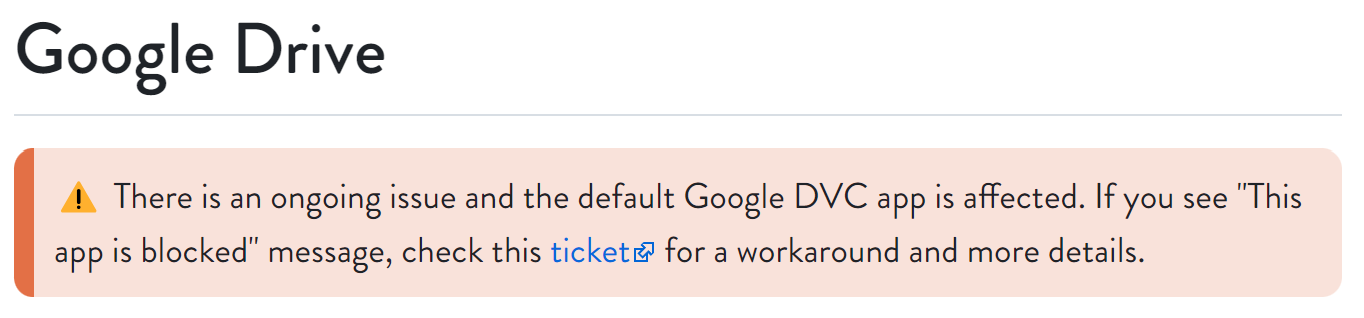 Google Drive
⚠️ There is an ongoing issue and the default Google DVC app is affected. If you see "This
app is blocked" message, check this ticket for a workaround and more details.